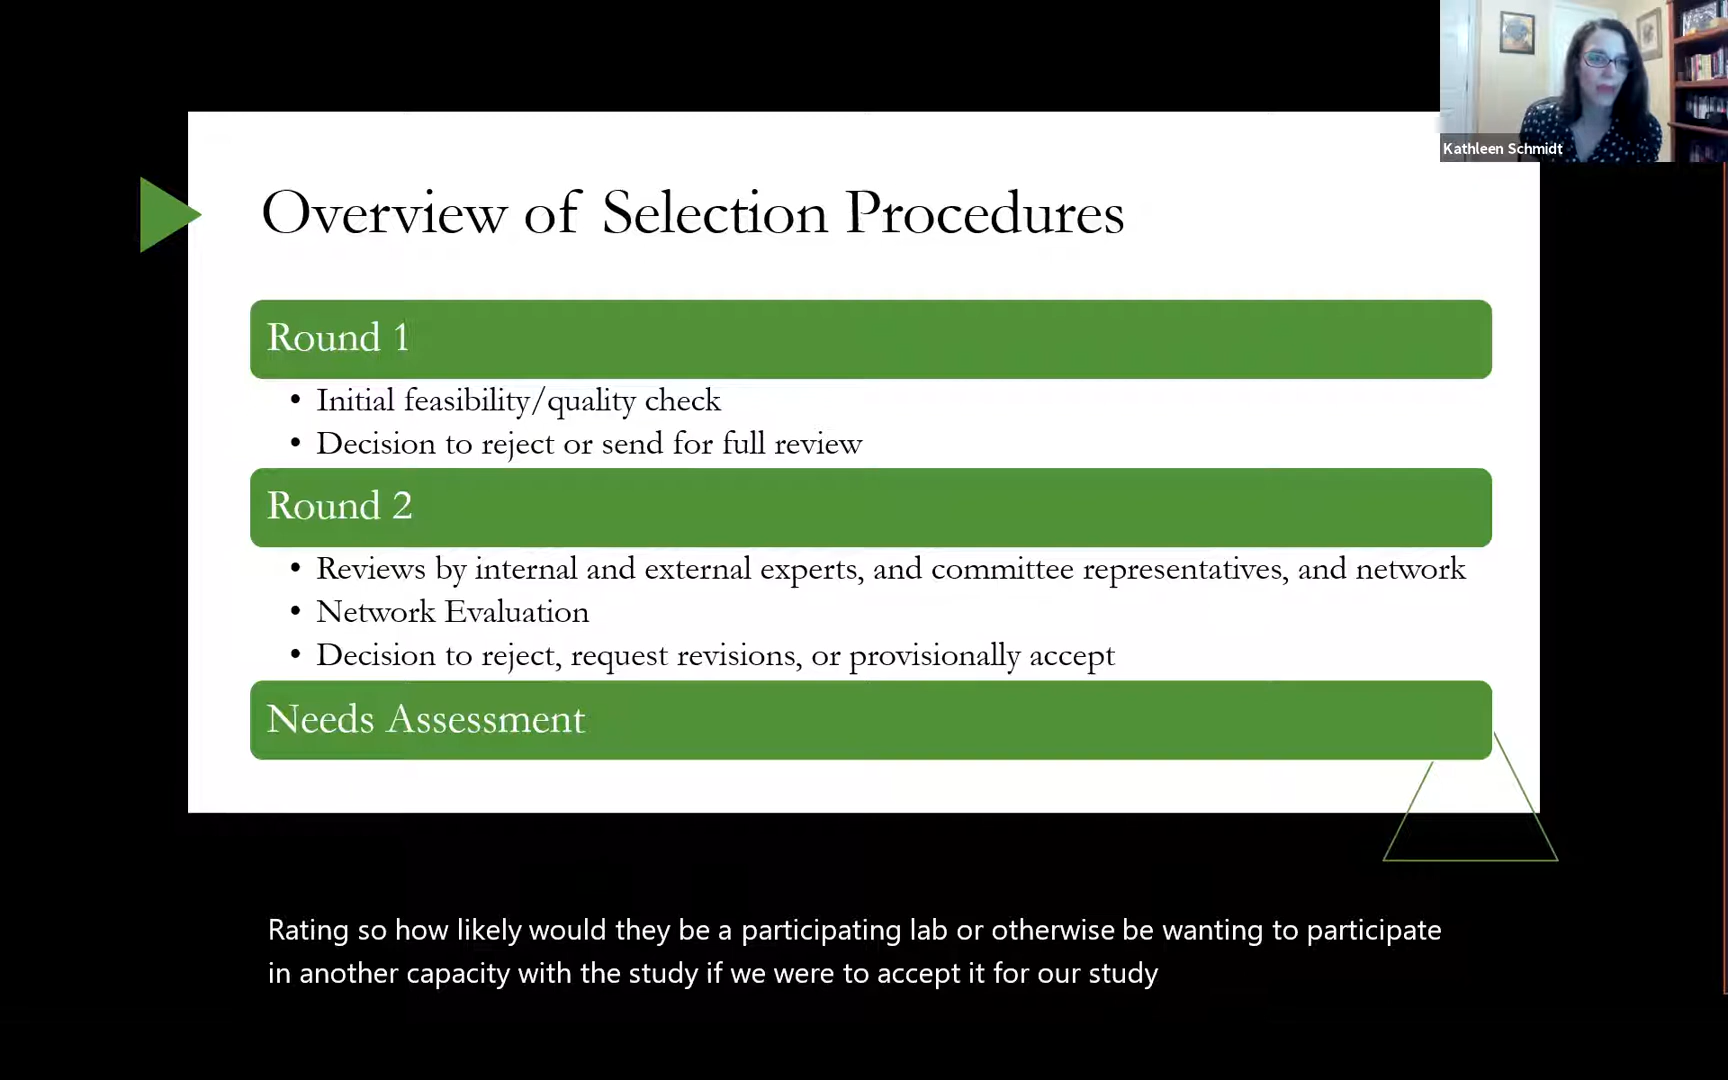 Kathleen Schmidt
Overview of Selection Procedures
Round 1
• Initial feasibility/quality check
• Decision to reject or send for full review
Round 2
• Reviews by internal and external experts, and committee representatives, and network
• Network Evaluation
• Decision to reject, request revisions, or provisionally accept
Needs Assessment
Rating so how likely would they be a participating lab or otherwise be wanting to participate
in another capacity with the study if we were to accept it for our study